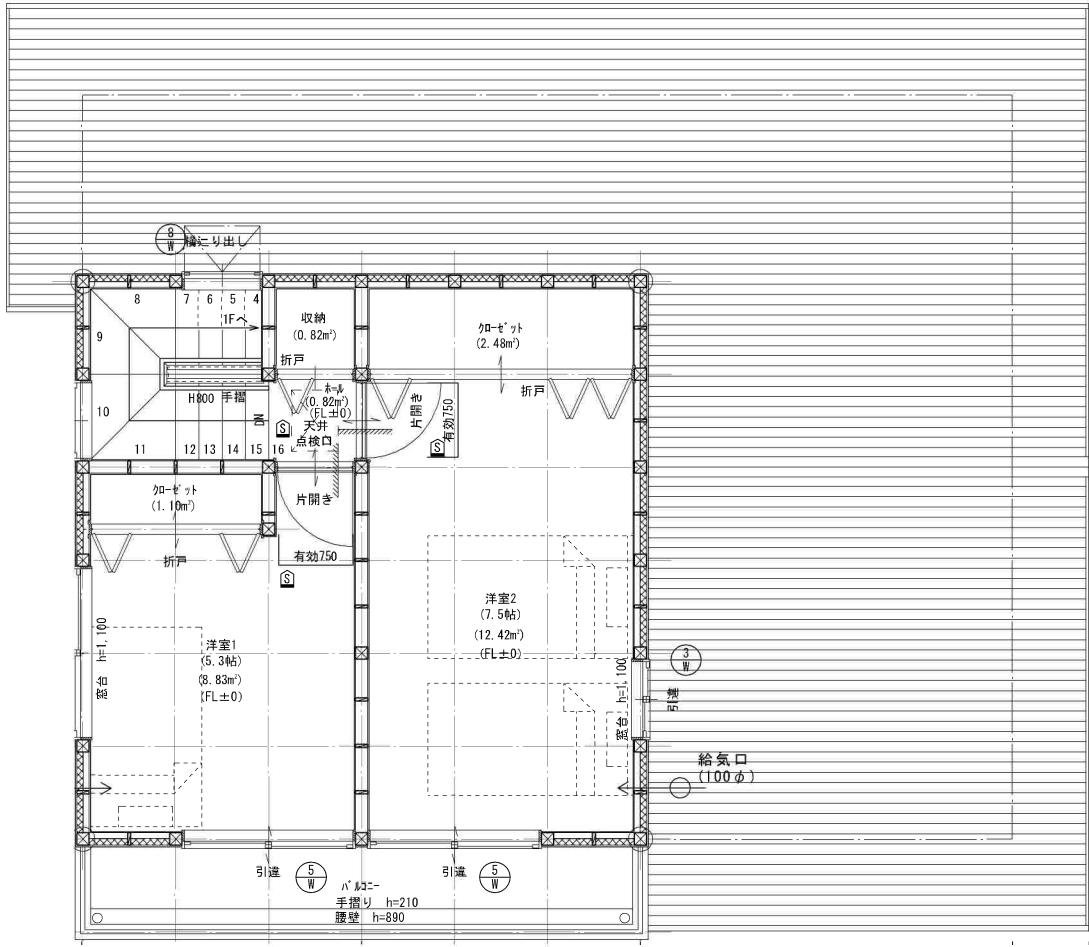 8
W
横辷り出し
8
7
6
5
4
1Fへ
9
収納
(0.82㎡)
折戸
クローゼット
(2.48㎡)
折戸
H800 手摺
10
DN
ホール
(0.82㎡)
(FL±0)
天井
点検口
S
片開き
有効750
S
11
12
13
14
15
16
クローゼット
(1.10㎡)
折戸
片開き
有効750
S
洋室1
(5.3帖)
(8.83㎡)
(FL±0)
窓台 h=1,100
洋室2
(7.5帖)
(12.42㎡)
(FL±0)
窓台 h=1,100
3
W
引違
給気口
(100φ)
引違
5
W
引違
5
W
バルコニー
手摺り h=210
腰壁 h=890